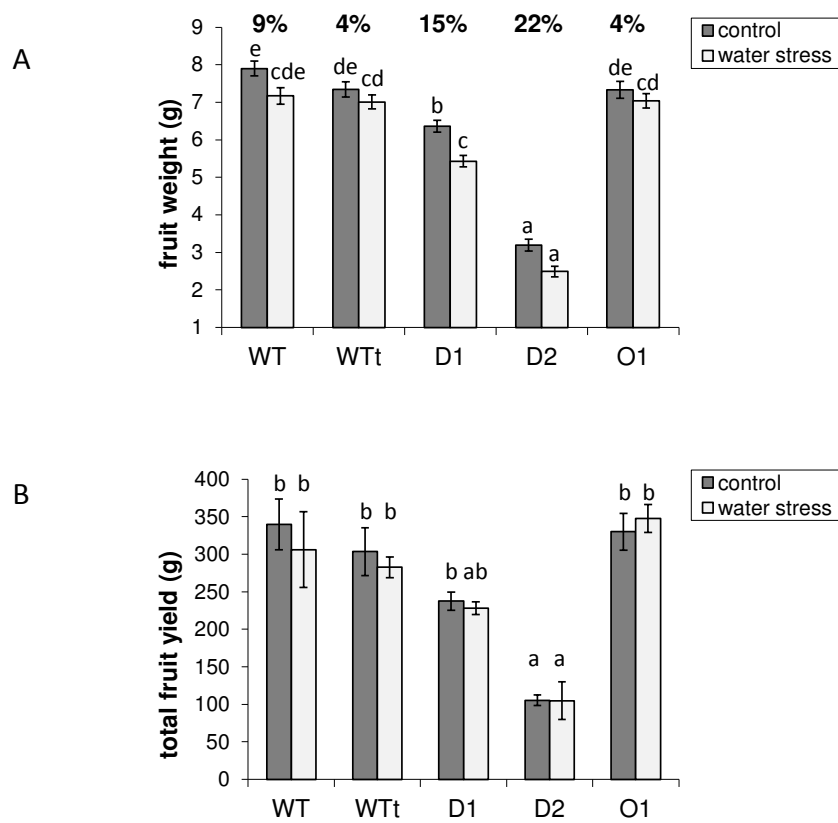 A
9% 4% 15% 22% 4%
control
water stress
fruit weight (g)
9
8
7
6
5
4
3
2
1
e cde de cd b c a a de cd
WT WTt D1 D2 O1
B
control
water stress
total fruit yield (g)
400
350
300
250
200
150
100
50
0
b b b b b ab a a b b
WT WTt D1 D2 O1